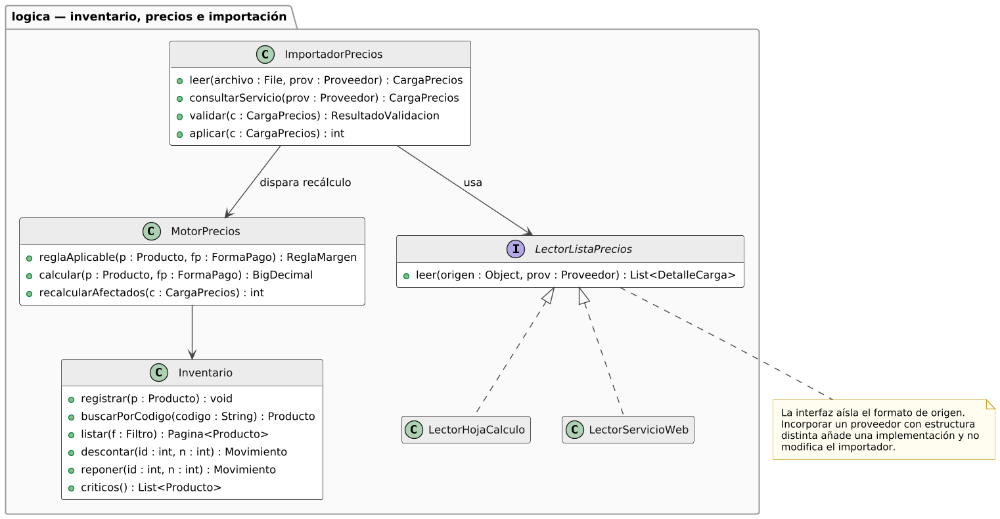 logica — inventario, precios e importación
C ImportadorPrecios
leer(archivo : File, prov : Proveedor) : CargaPrecios
consultarServicio(prov : Proveedor) : CargaPrecios
validar(c : CargaPrecios) : ResultadoValidacion
aplicar(c : CargaPrecios) : int
dispara recálculo
usa
C MotorPrecios
reglaAplicable(p : Producto, fp : FormaPago) : ReglaMargen
calcular(p : Producto, fp : FormaPago) : BigDecimal
recalcularAfectados(c : CargaPrecios) : int
I LectorListaPrecios
leer(origen : Object, prov : Proveedor) : List<DetalleCarga>
C Inventario
registrar(p : Producto) : void
buscarPorCodigo(codigo : String) : Producto
listar(f : Filtro) : Pagina<Producto>
descontar(id : int, n : int) : Movimiento
reponer(id : int, n : int) : Movimiento
criticos() : List<Producto>
C LectorHojaCalculo
C LectorServicioWeb
La interfaz aísla el formato de origen.
Incorporar un proveedor con estructura
distinta añade una implementación y no
modifica el importador.